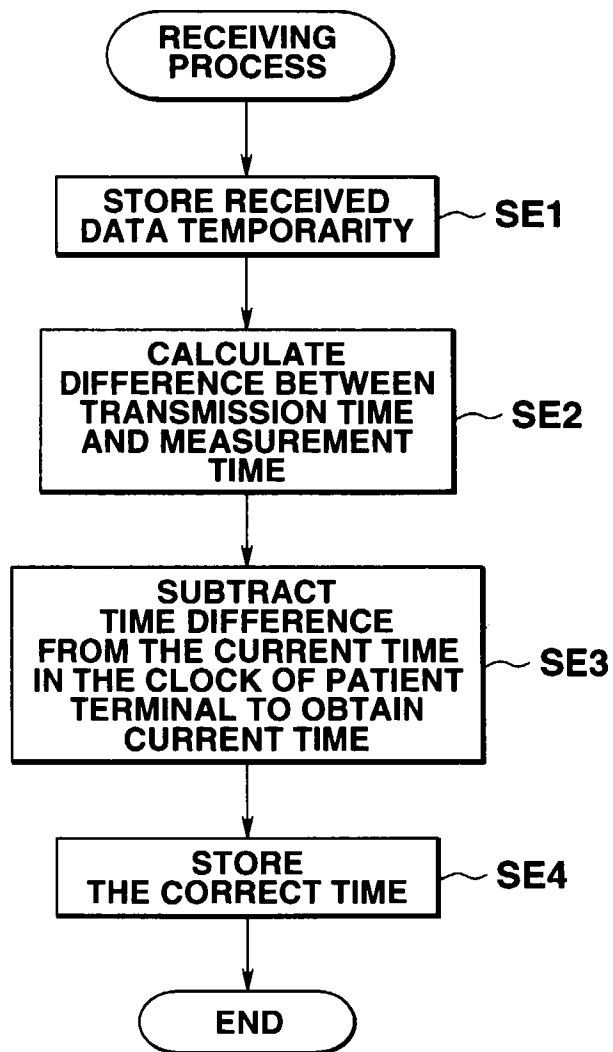 RECEIVING
PROCESS
STORE RECEIVED
DATA TEMPORARITY
SE1
CALCULATE
DIFFERENCE BETWEEN
TRANSMISSION TIME
AND MEASUREMENT
TIME
SE2
SUBTRACT
TIME DIFFERENCE
FROM THE CURRENT TIME
IN THE CLOCK OF PATIENT
TERMINAL TO OBTAIN
CURRENT TIME
SE3
STORE
THE CORRECT TIME
SE4
END